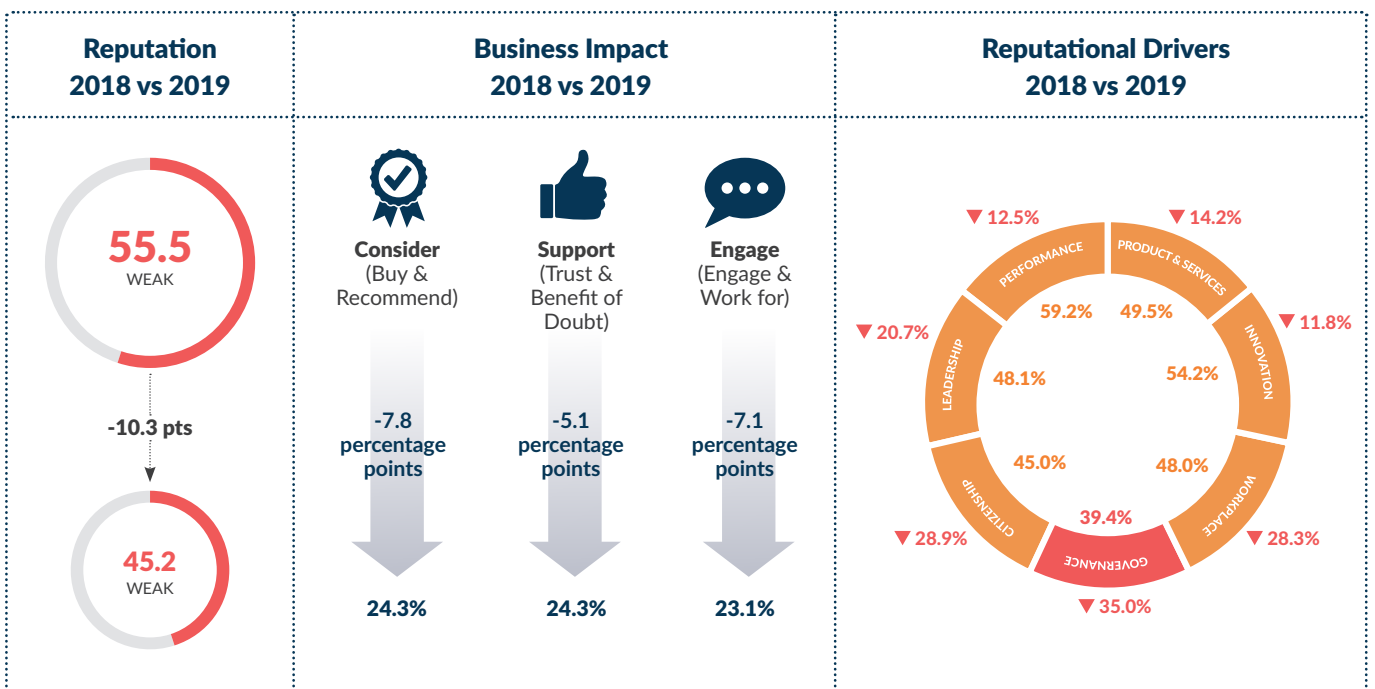 Reputation
2018 vs 2019
Business Impact
2018 vs 2019
Reputational Drivers
2018 vs 2019
55.5
WEAK
-10.3 pts
45.2
WEAK
Consider
(Buy &
Recommend)
-7.8
percentage
points
24.3%
Support
(Trust &
Benefit of
Doubt)
-5.1
percentage
points
24.3%
Engage
(Engage &
Work for)
-7.1
percentage
points
23.1%
▼ 12.5%
PERFORMANCE
59.2%
▼ 14.2%
PRODUCT & SERVICES
49.5%
▼ 11.8%
INNOVATION
54.2%
▼ 28.3%
WORKPLACE
48.0%
▼ 35.0%
GOVERNANCE
39.4%
▼ 28.9%
CITIZENSHIP
45.0%
▼ 20.7%
LEADERSHIP
48.1%